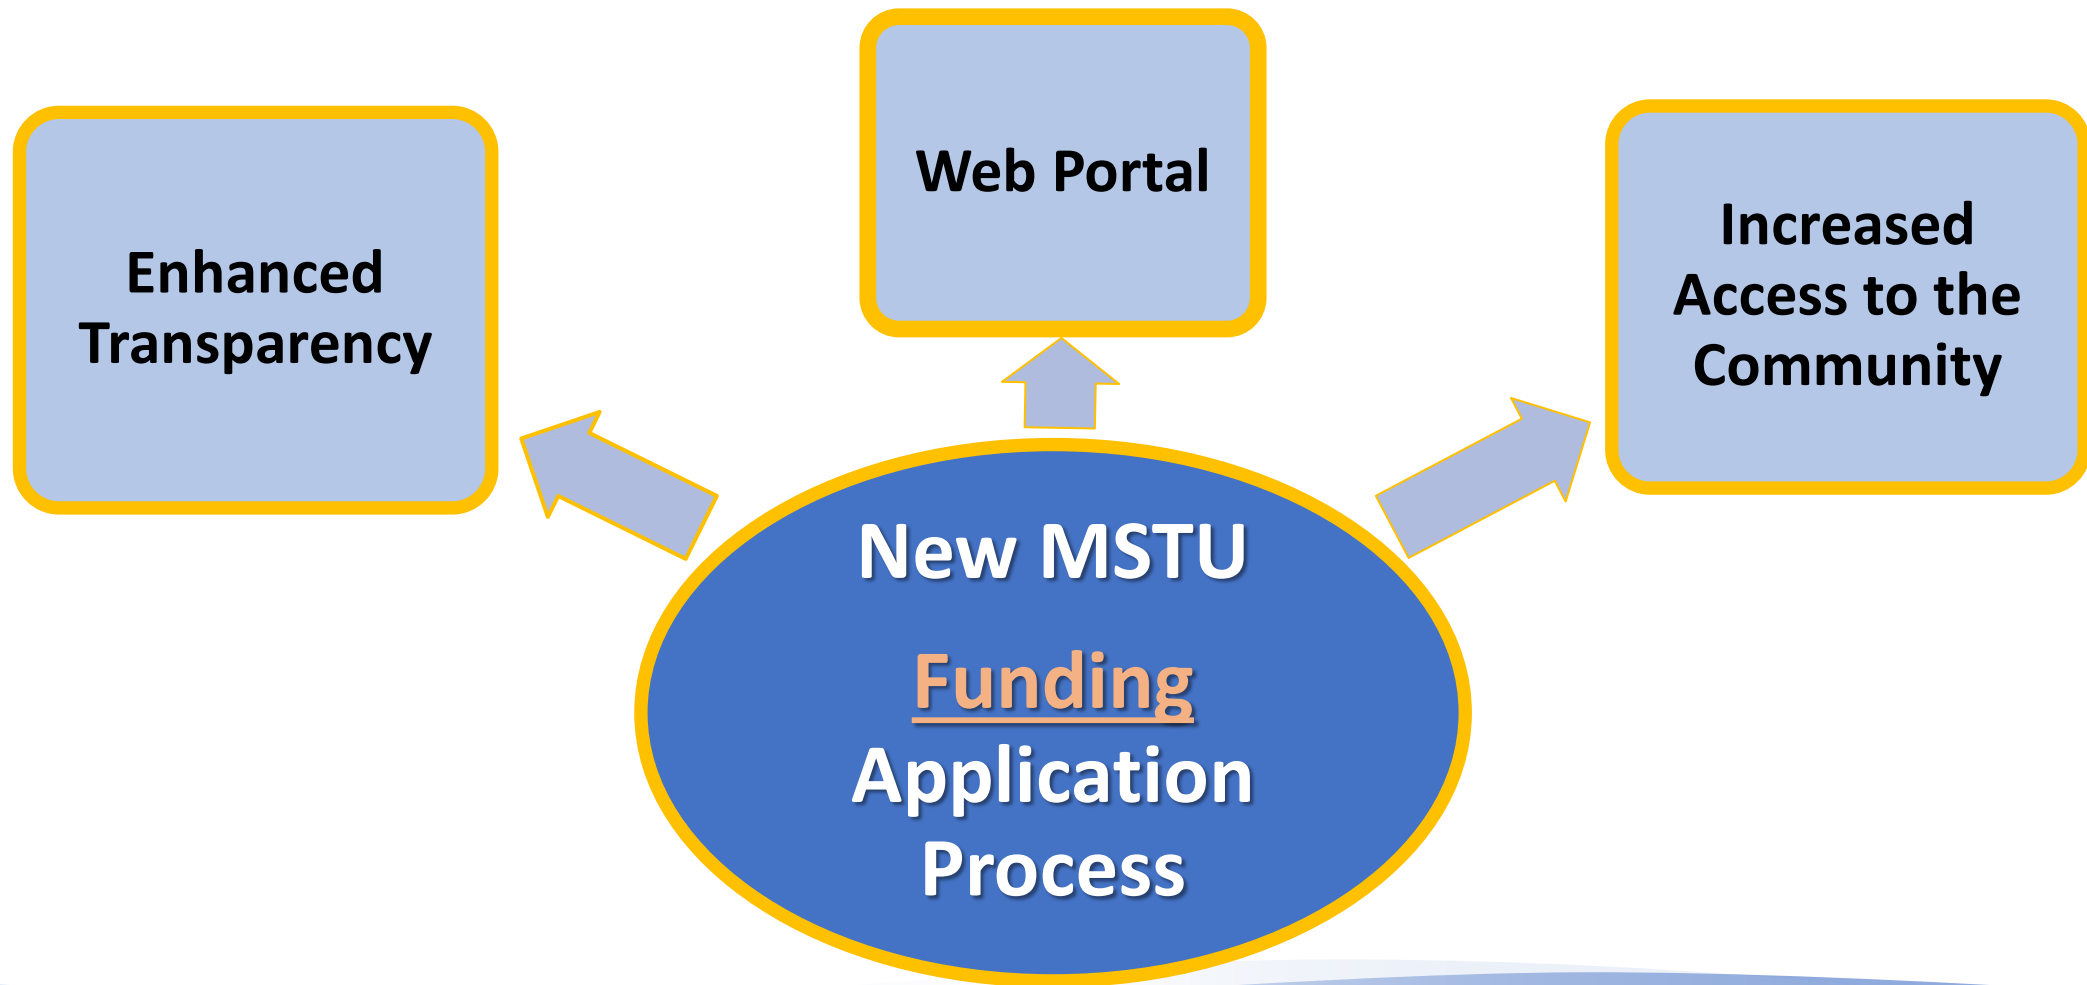 Enhanced
Transparency
Web Portal
Increased
Access to the
Community
New MSTU
Funding
Application
Process